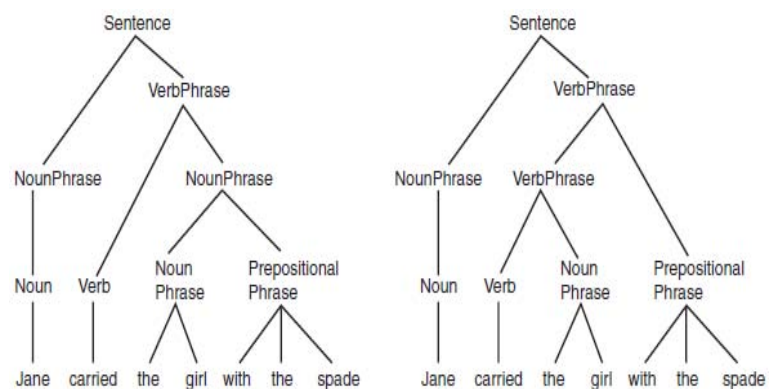 Sentence Sentence
VerbPhrase VerbPhrase
NounPhrase NounPhrase NounPhrase VerbPhrase
Noun Verb Noun Phrase Prepositional Phrase Noun Verb Noun Phrase Prepositional Phrase
Jane carried the girl with the spade Jane carried the girl with the spade